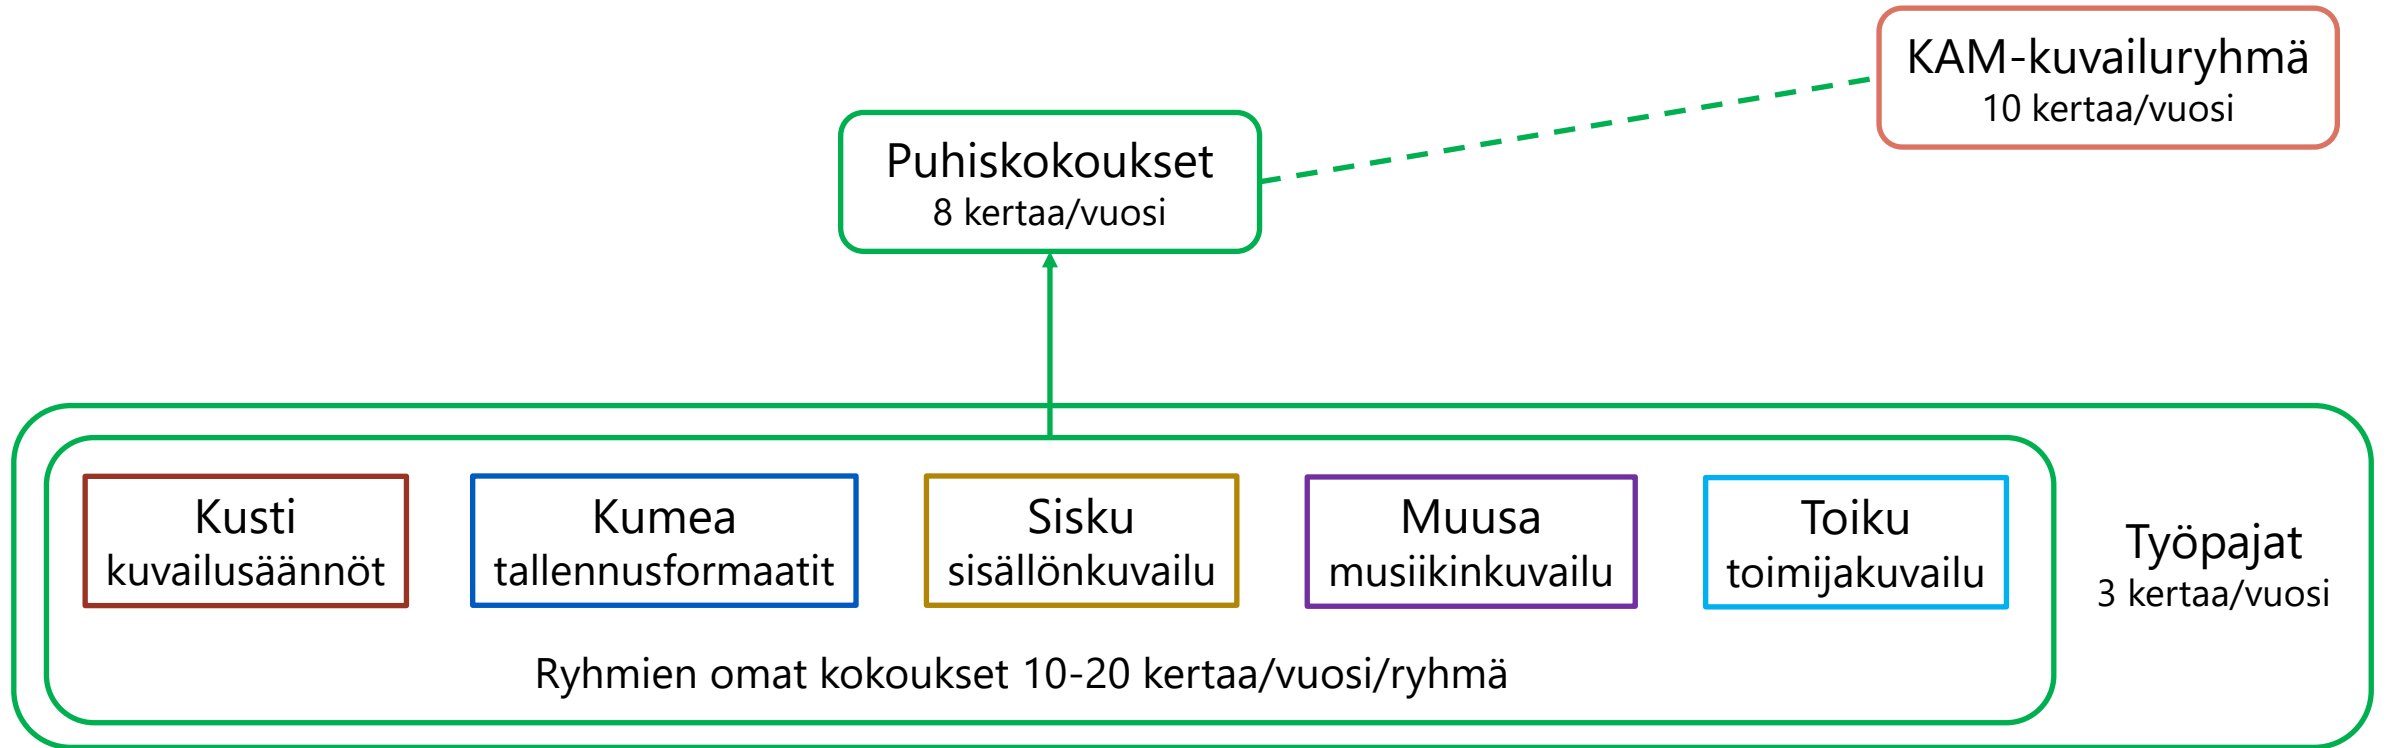 KAM-kuvailuryhmä
10 kertaa/vuosi
Puhiskokoukset
8 kertaa/vuosi
Kusti
kuvailusäännöt
Kumea
tallennusformaatit
Sisku
sisällönkuvailu
Muusa
musiikinkuvailu
Toiku
toimijakuvailu
Työpajat
3 kertaa/vuosi
Ryhmien omat kokoukset 10-20 kertaa/vuosi/ryhmä